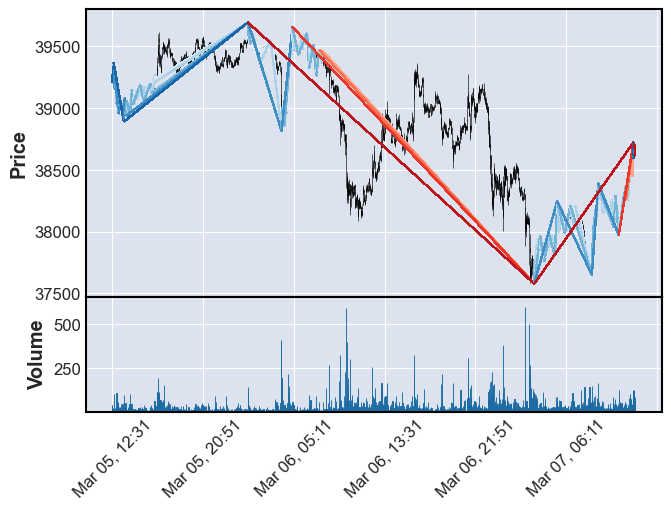 39500
39000
38500
38000
37500
Price
500
250
Volume
Mar 05, 12:31
Mar 05, 20:51
Mar 06, 05:11
Mar 06, 13:31
Mar 06, 21:51
Mar 07, 06:11